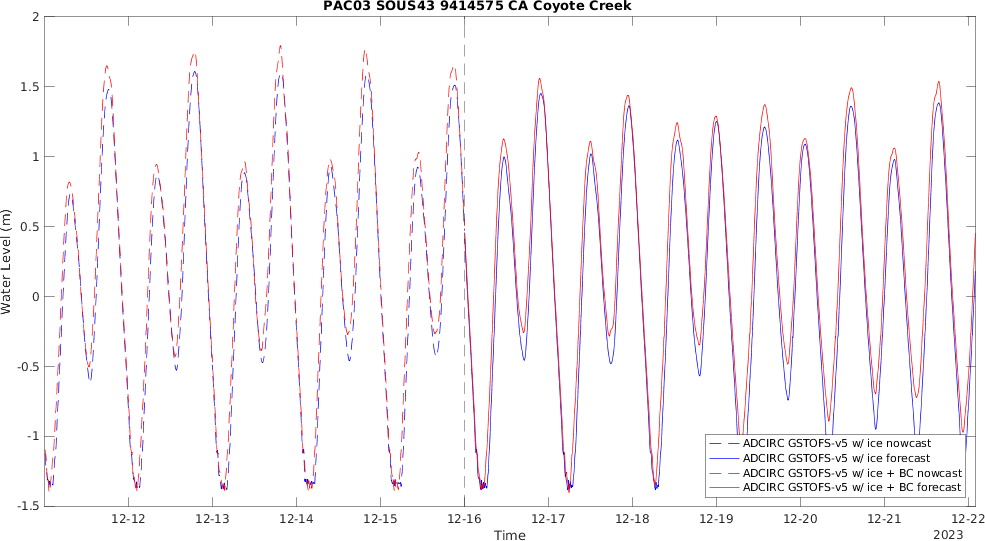 PAC03 SOUS43 9414575 CA Coyote Creek
2
1.5
1
0.5
0
-0.5
-1
-1.5
Water Level (m)
12-12
12-13
12-14
12-15
12-16
12-17
12-18
12-19
12-20
12-21
12-22
Time
2023
ADCIRC GSTOFS-v5 w/ ice nowcast
ADCIRC GSTOFS-v5 w/ ice forecast
ADCIRC GSTOFS-v5 w/ ice + BC nowcast
ADCIRC GSTOFS-v5 w/ ice + BC forecast